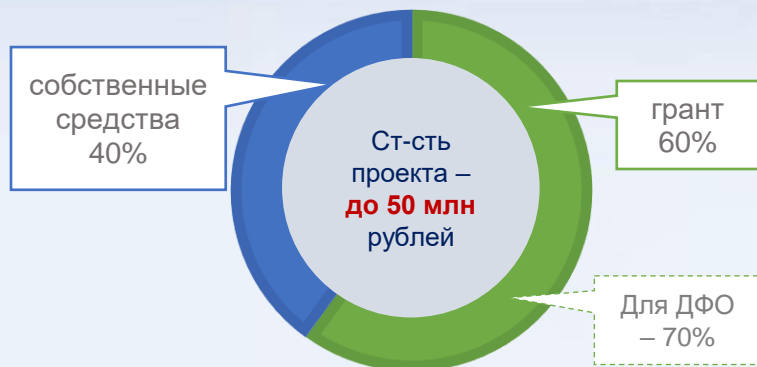 собственные
средства
40%
Ст-сть
проекта –
до 50 млн
рублей
грант
60%
Для ДФО
– 70%